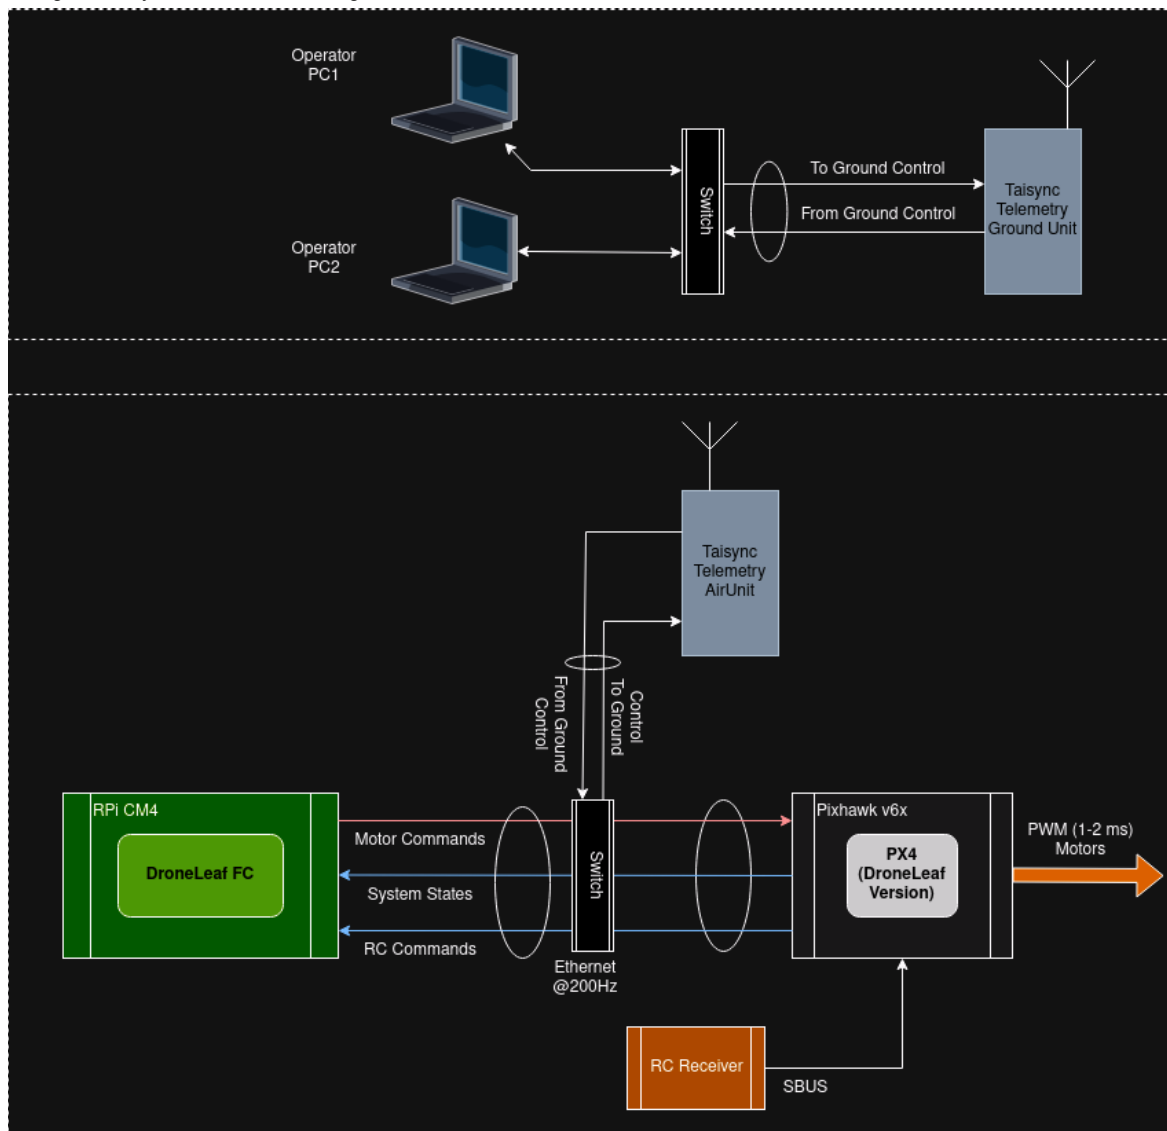 Operator
PC1
Switch
To Ground Control
From Ground Control
Taisync
Telemetry
Ground Unit
Operator
PC2
Taisync
Telemetry
AirUnit
From Ground
Control
Control
To Ground
RPi CM4
DroneLeaf FC
Motor Commands
System States
RC Commands
Switch
Ethernet
@200Hz
Pixhawk v6x
PX4
(DroneLeaf
Version)
PWM (1-2 ms)
Motors
RC Receiver
SBUS